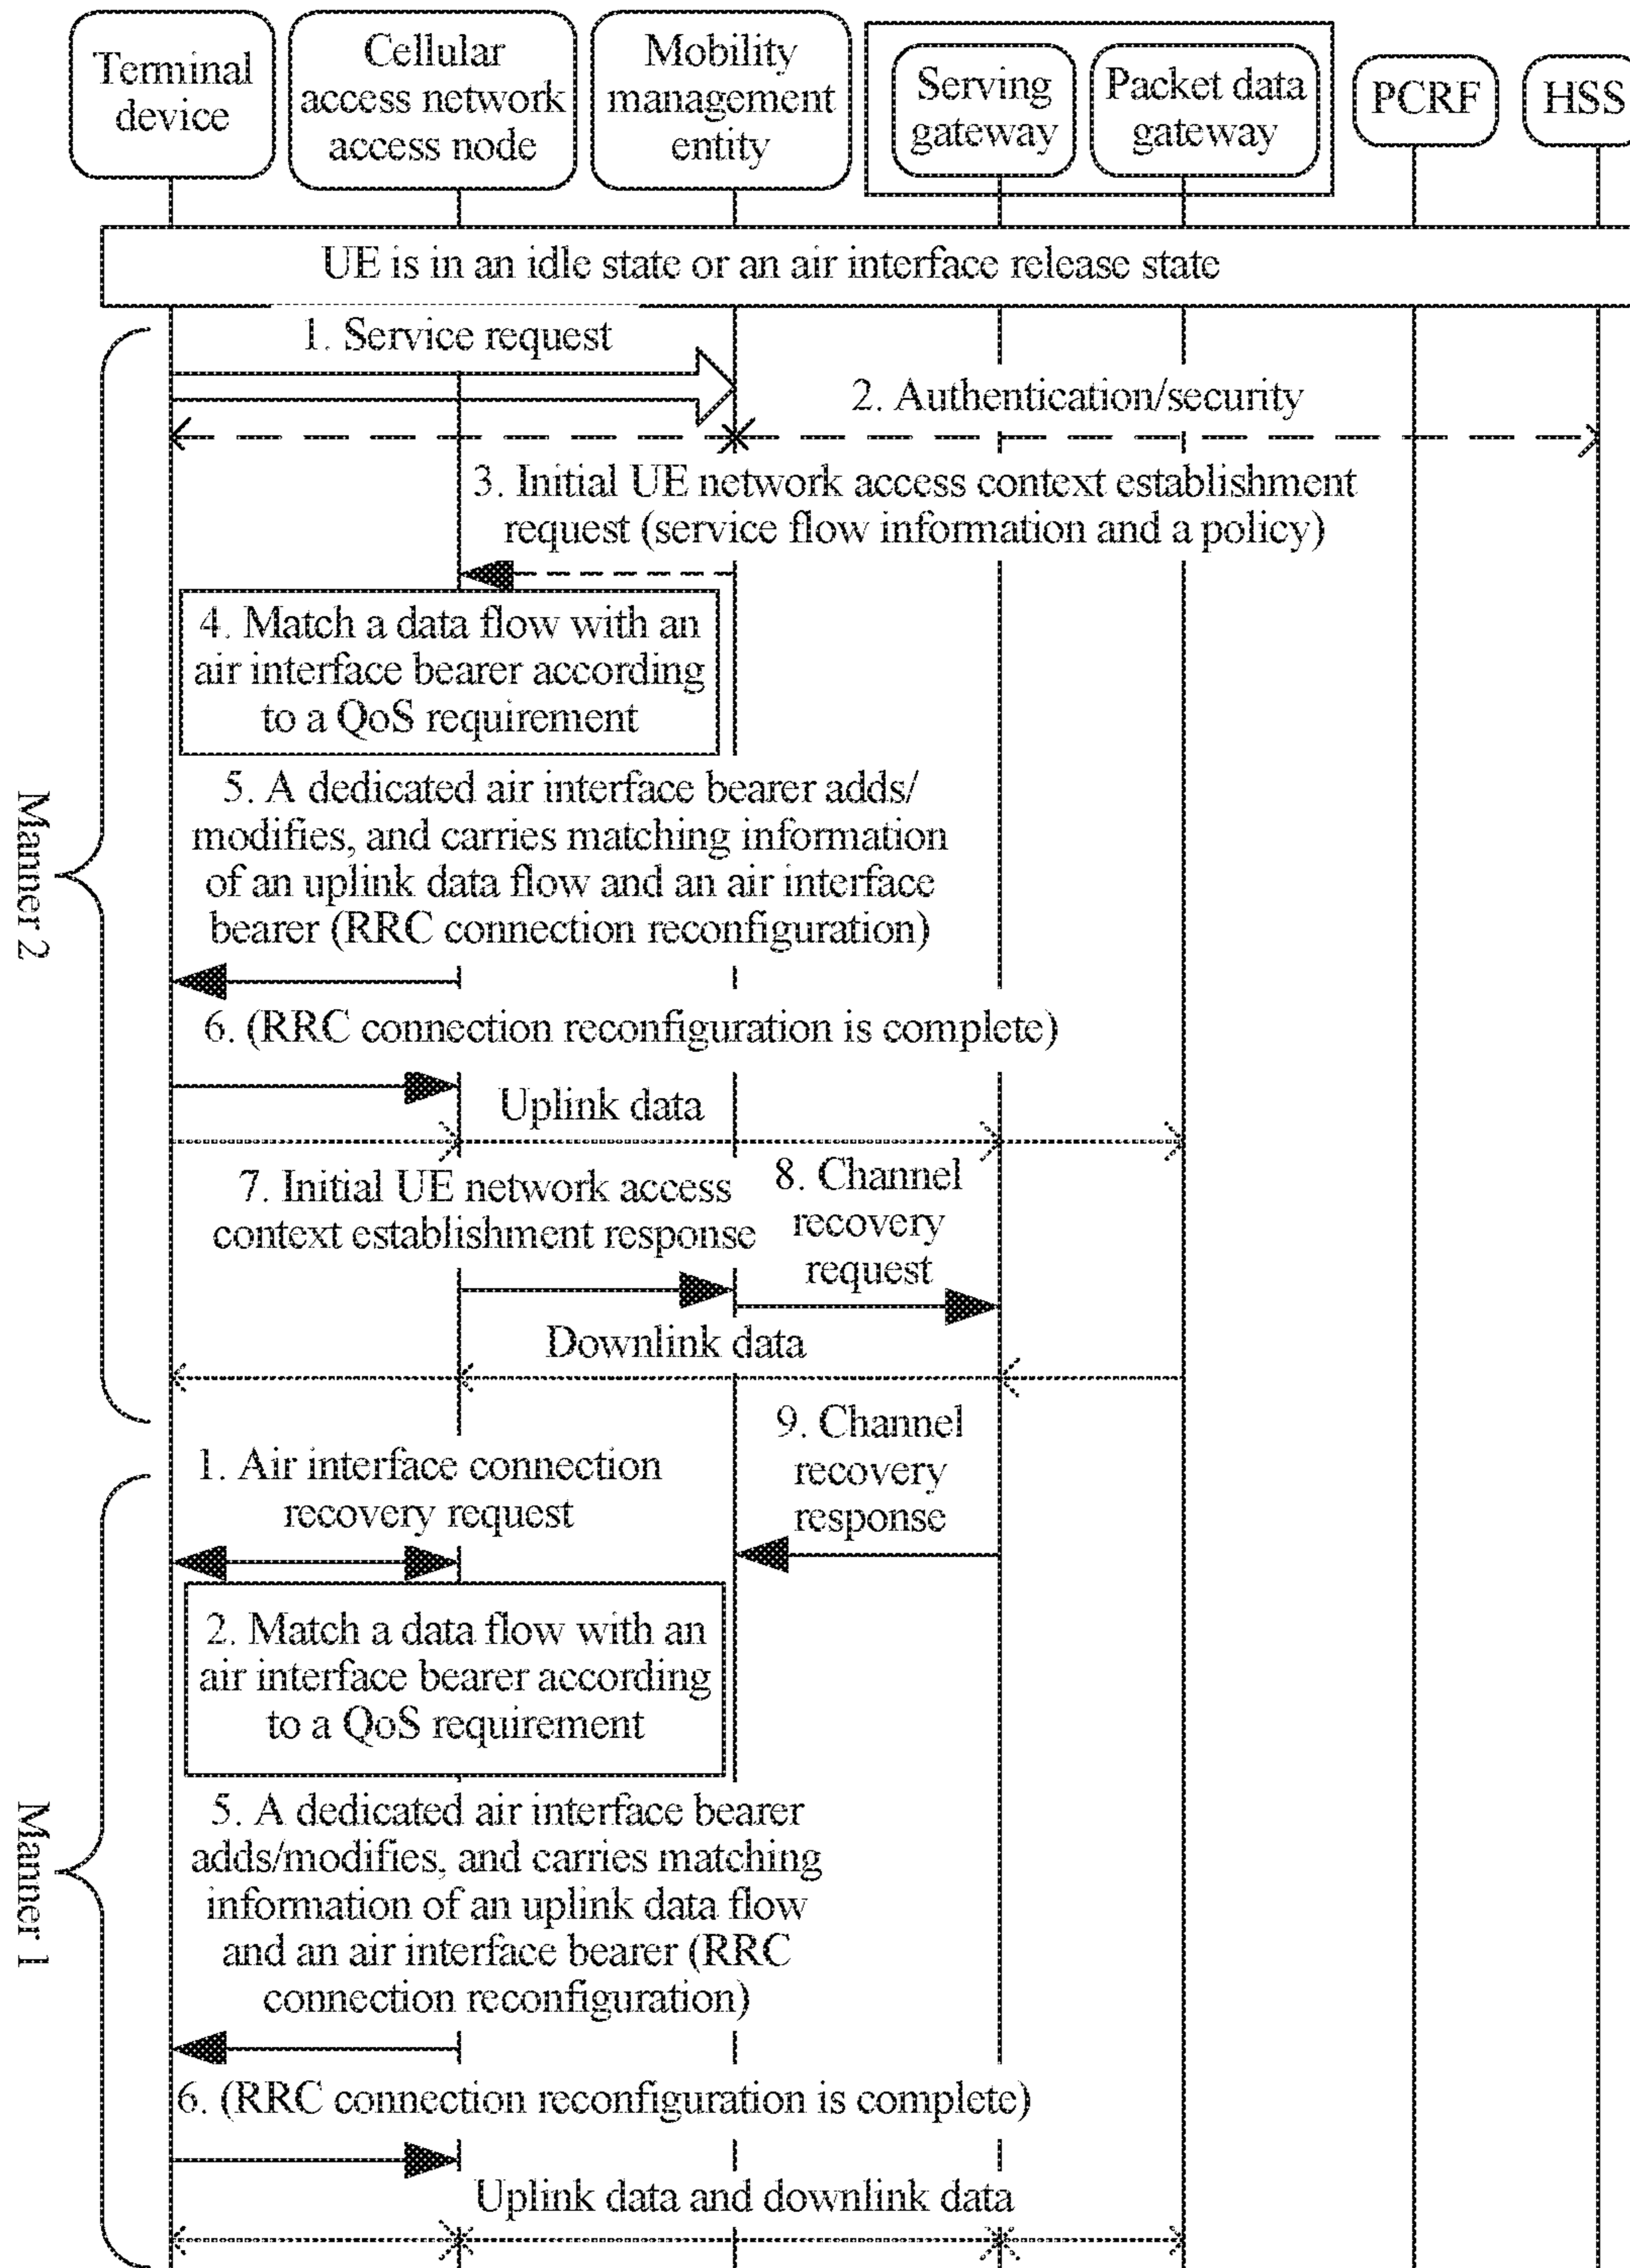 Terminal
device
Cellular
access network
access node
Mobility
management
entity
Serving
gateway
Packet data
gateway
PCRF
HSS
UE is in an idle state or an air interface release state
1. Service request
2. Authentication/security
3. Initial UE network access context establishment
request (service flow information and a policy)
4. Match a data flow with an
air interface bearer according
to a QoS requirement
5. A dedicated air interface bearer adds/
modifies, and carries matching information
of an uplink data flow and an air interface
bearer (RRC connection reconfiguration)
6. (RRC connection reconfiguration is complete)
Uplink data
7. Initial UE network access
context establishment response
8. Channel
recovery
request
Downlink data
Manner 2
9. Channel
recovery
response
1. Air interface connection
recovery request
2. Match a data flow with an
air interface bearer according
to a QoS requirement
5. A dedicated air interface bearer
adds/modifies, and carries matching
information of an uplink data flow
and an air interface bearer (RRC
connection reconfiguration)
6. (RRC connection reconfiguration is complete)
Uplink data and downlink data
Manner 1